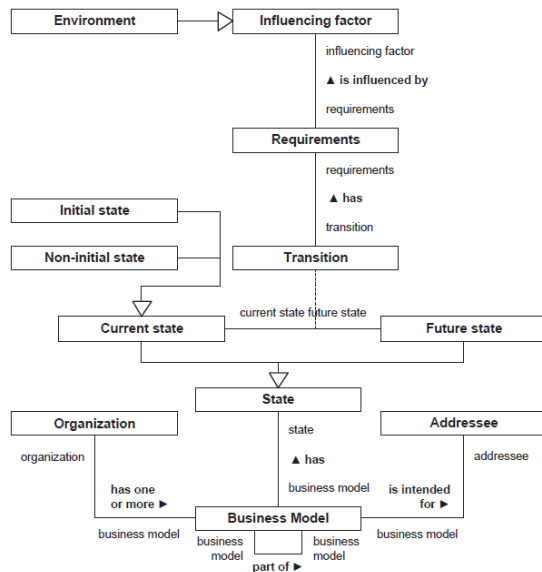 Environment
Influencing factor
influencing factor
▲ is influenced by
requirements
Requirements
requirements
▲ has
transition
Initial state
Non-initial state
Transition
current state future state
Current state
Future state
State
Organization
Addressee
organization
state
addressee
▲ has
has one
or more ►
business model
is intended
for ►
Business Model
business model
business
model
business
model
business model
part of ►